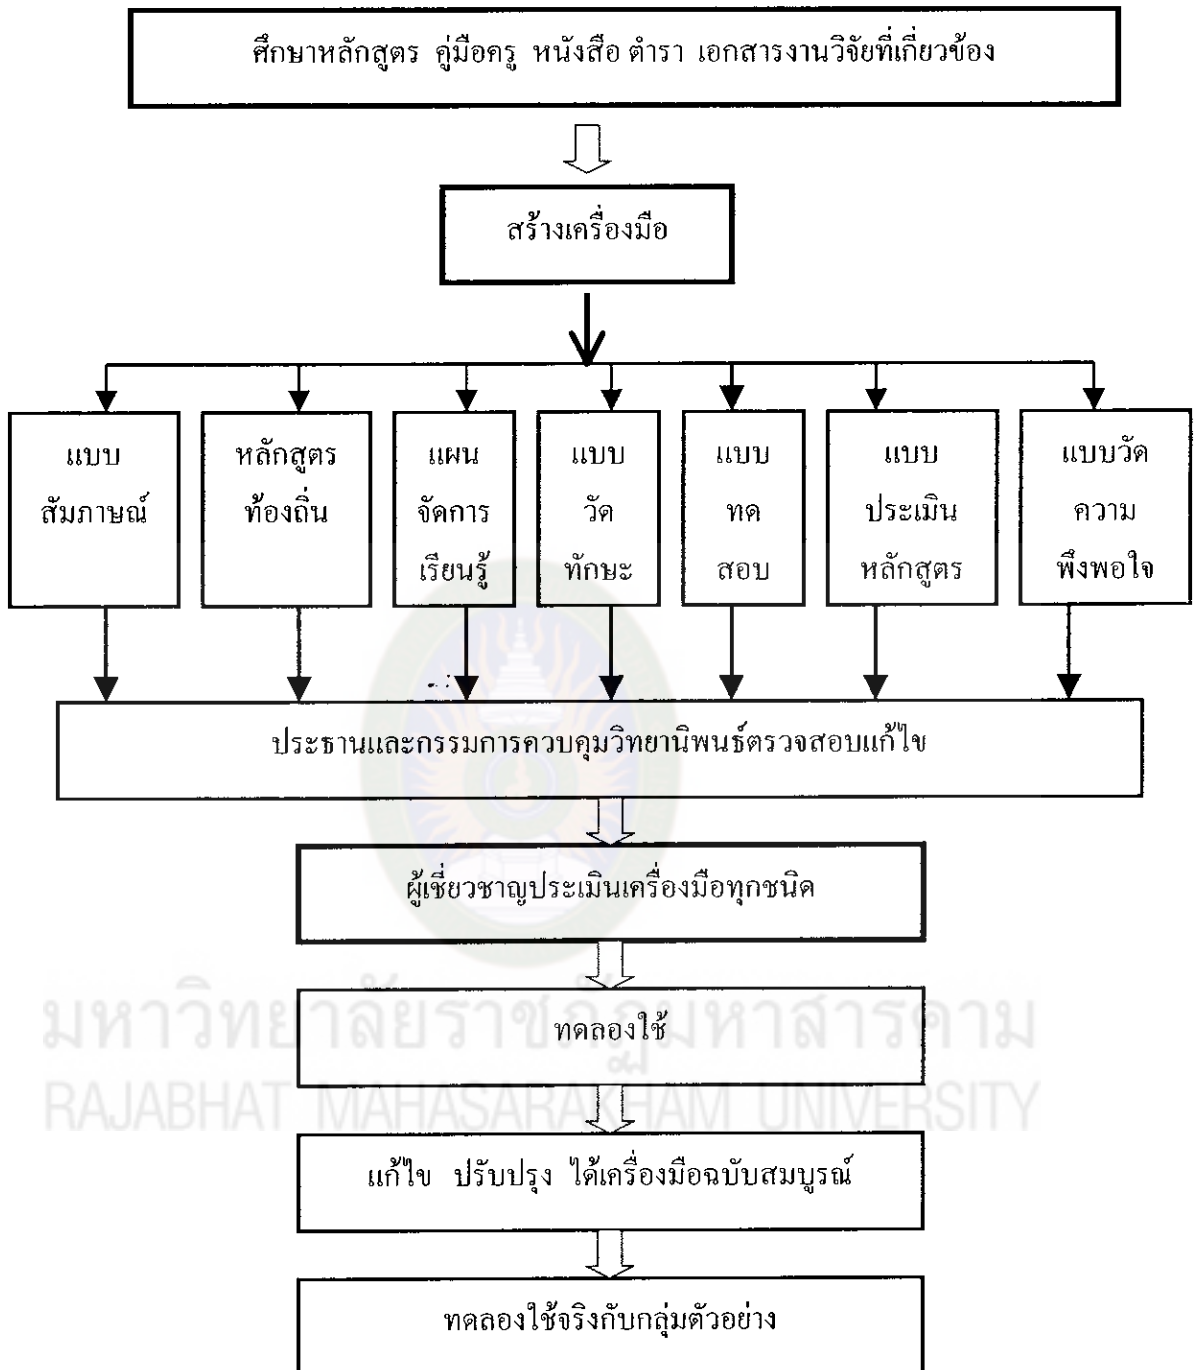 ศึกษาหลักสูตร คู่มือครู หนังสือ ตำรา เอกสารงานวิจัยที่เกี่ยวข้อง
สร้างเครื่องมือ
แบบ
สัมภาษณ์
หลักสูตร
ท้องถิ่น
แผน
จัดการ
เรียนรู้
แบบ
วัด
ทักษะ
แบบ
ทด
สอบ
แบบ
ประเมิน
หลักสูตร
แบบวัด
ความ
พึงพอใจ
ประธานและกรรมการควบคุมวิทยานิพนธ์ตรวจสอบแก้ไข
ผู้เชี่ยวชาญประเมินเครื่องมือทุกชนิด
ทดลองใช้
มหาวิทยาลัยราชภัฏมหาสารคาม
RAJABHAT MAHASARAKHAM UNIVERSITY
แก้ไข ปรับปรุง ได้เครื่องมือฉบับสมบูรณ์
ทดลองใช้จริงกับกลุ่มตัวอย่าง